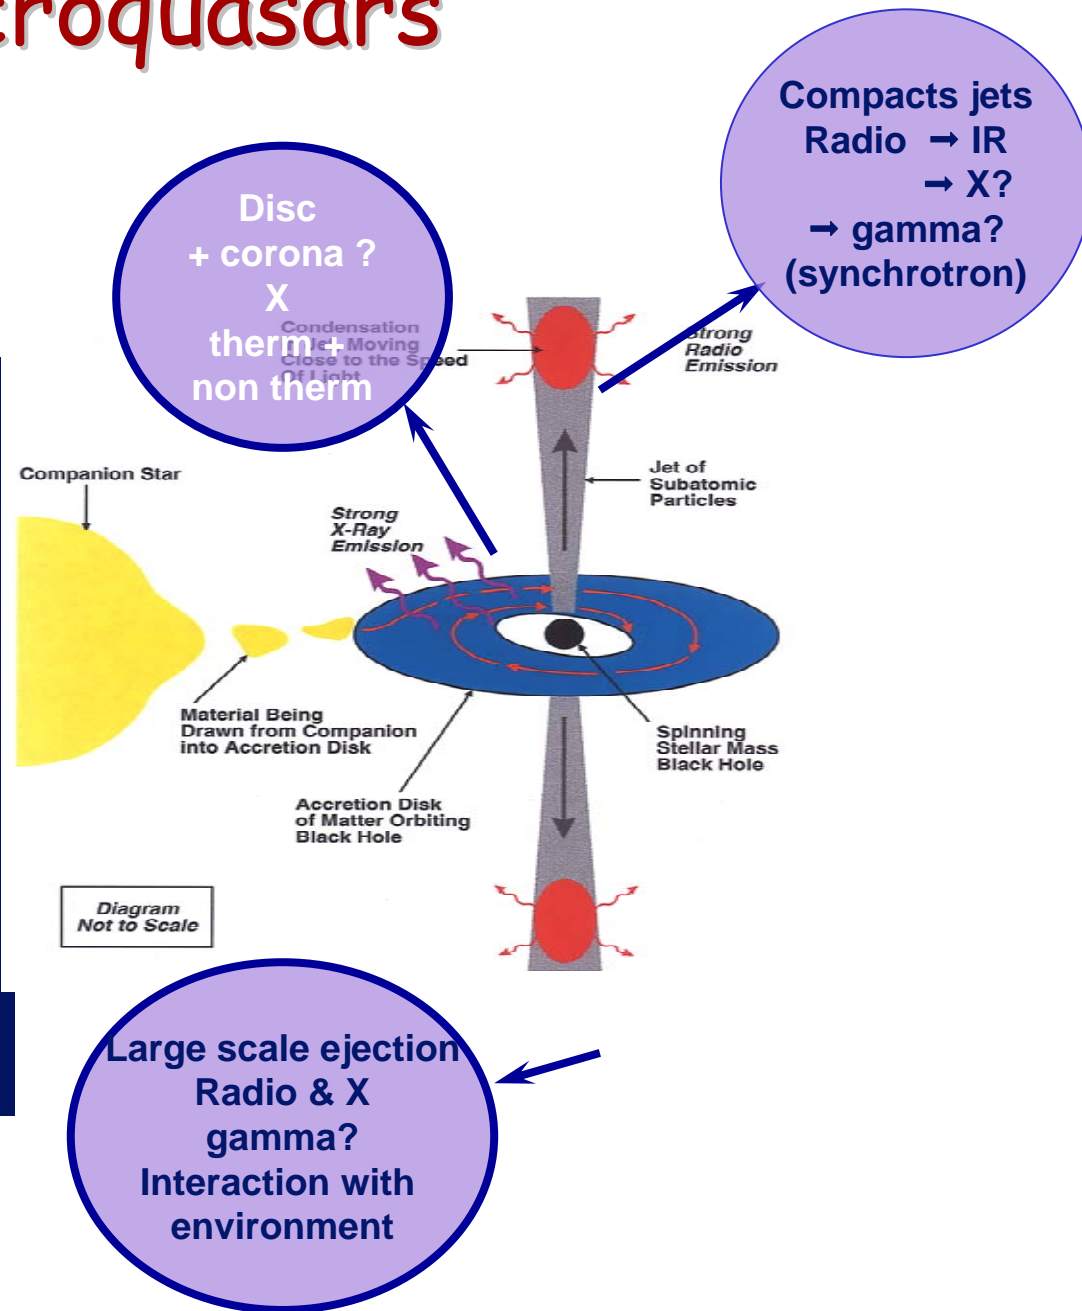 croquasars
Compacts jets
Radio → IR
→ X?
→ gamma?
(synchrotron)
Disc
+ corona ?
X
therm +
non therm
Condensation
Moving
Close to the Speed
Of Light
Strong
Radio
Emission
Companion Star
Jet of
Subatomic
Particles
Strong
X-Ray
Emission
Material Being
Drawn from Companion
into Accretion Disk
Spinning
Stellar Mass
Black Hole
Accretion Disk
of Matter Orbiting
Black Hole
Diagram
Not to Scale
Large scale ejection
Radio & X
gamma?
Interaction with
environment